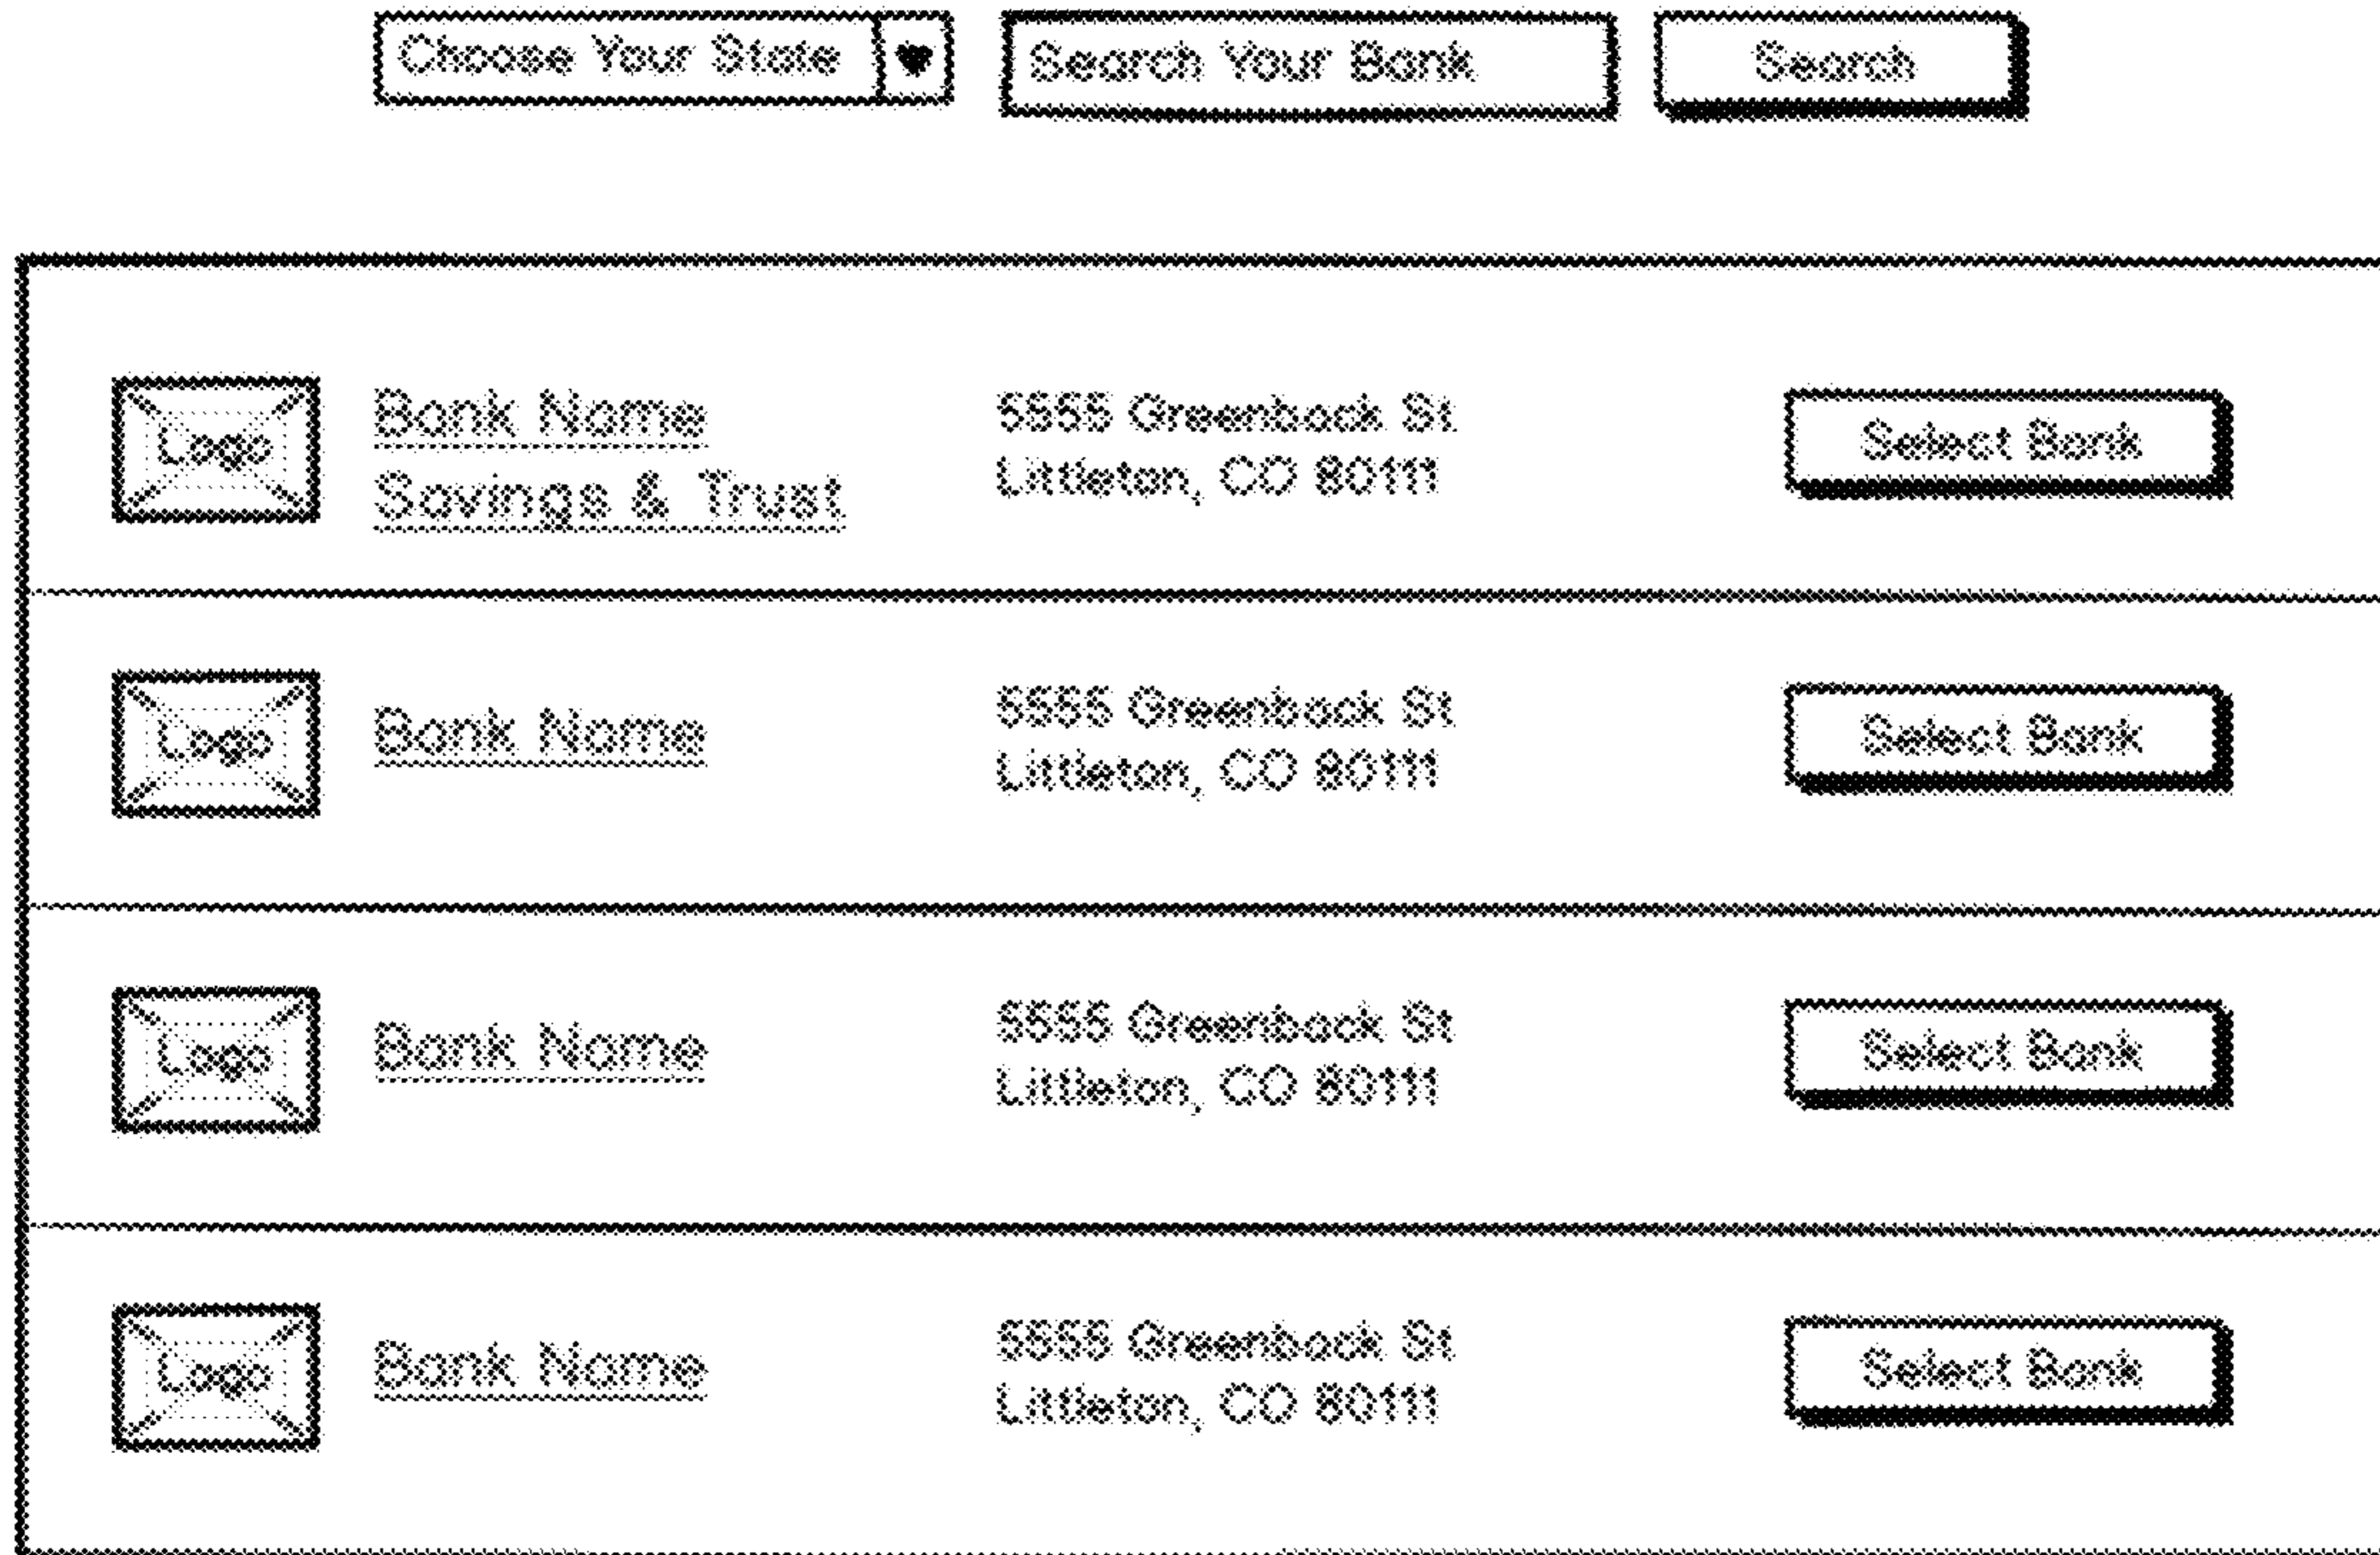 Choose Your State
Search Your Bank
Search
Logo
Bank Name
Savings & Trust
5555 Greenback St
Littleton, CO 80111
Select Bank
Logo
Bank Name
5555 Greenback St
Littleton, CO 80111
Select Bank
Logo
Bank Name
5555 Greenback St
Littleton, CO 80111
Select Bank
Logo
Bank Name
5555 Greenback St
Littleton, CO 80111
Select Bank